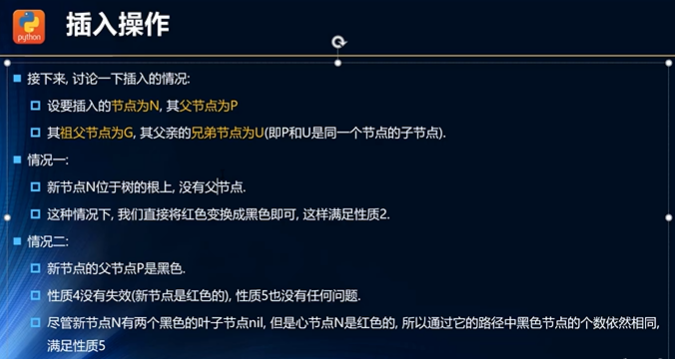 python
插入操作
接下来, 讨论一下插入的情况:
设要插入的节点为N, 其父节点为P
其祖父节点为G, 其父亲的兄弟节点为U(即P和U是同一个节点的子节点).
情况一:
新节点N位于树的根上, 没有父节点.
这种情况下, 我们直接将红色变换成黑色即可, 这样满足性质2.
情况二:
新节点的父节点P是黑色.
性质4没有失效(新节点是红色的), 性质5也没有任何问题.
尽管新节点N有两个黑色的叶子节点nil, 但是心节点N是红色的, 所以通过它的路径中黑色节点的个数依然相同,
满足性质5